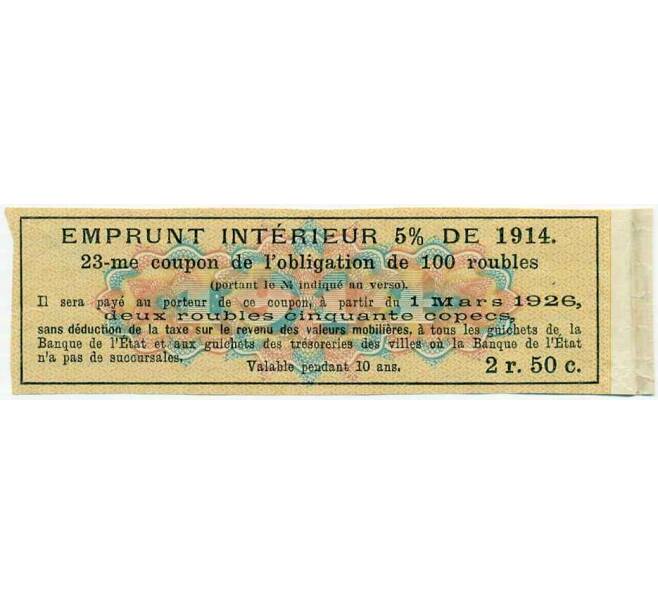 EMPRUNT INTÉRIEUR 5% DE 1914.
23-me coupon de l'obligation de 100 roubles
(portant le № indiqué au verso).
Il sera payé au porteur de ce coupon, à partir du 1 Mars 1926,
deux roubles cinquante copecs,
sans déduction de la taxe sur le revenu des valeurs mobilières, à tous les guichets de la
Banque de l'État et aux guichets des trésoreries des villes où la Banque de l'État
n'a pas de succursales.
Valable pendant 10 ans.
2 r. 50 c.